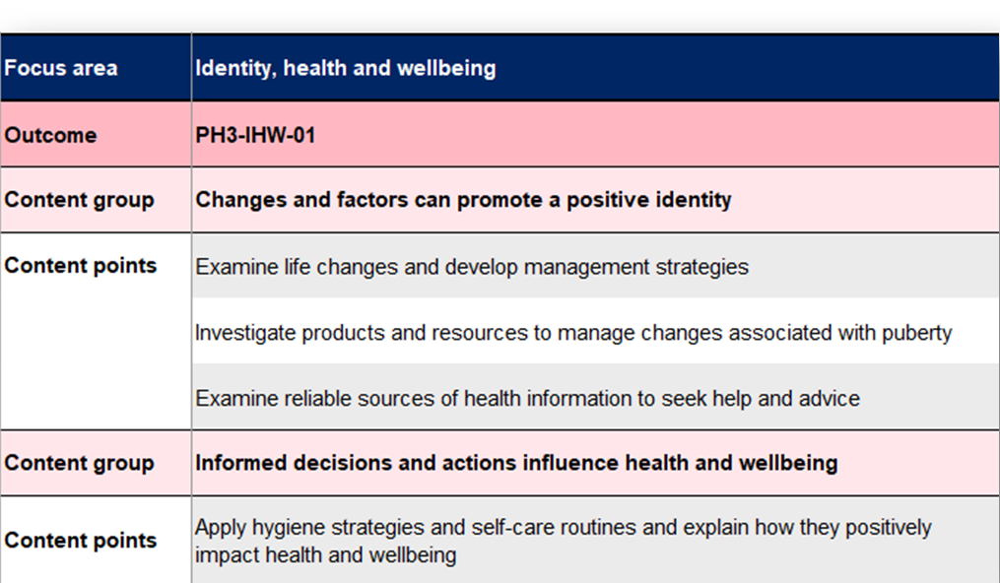 Focus area Identity, health and wellbeing
Outcome PH3-IHW-01
Content group Changes and factors can promote a positive identity
Content points Examine life changes and develop management strategies
Investigate products and resources to manage changes associated with puberty
Examine reliable sources of health information to seek help and advice
Content group Informed decisions and actions influence health and wellbeing
Content points Apply hygiene strategies and self-care routines and explain how they positively
impact health and wellbeing